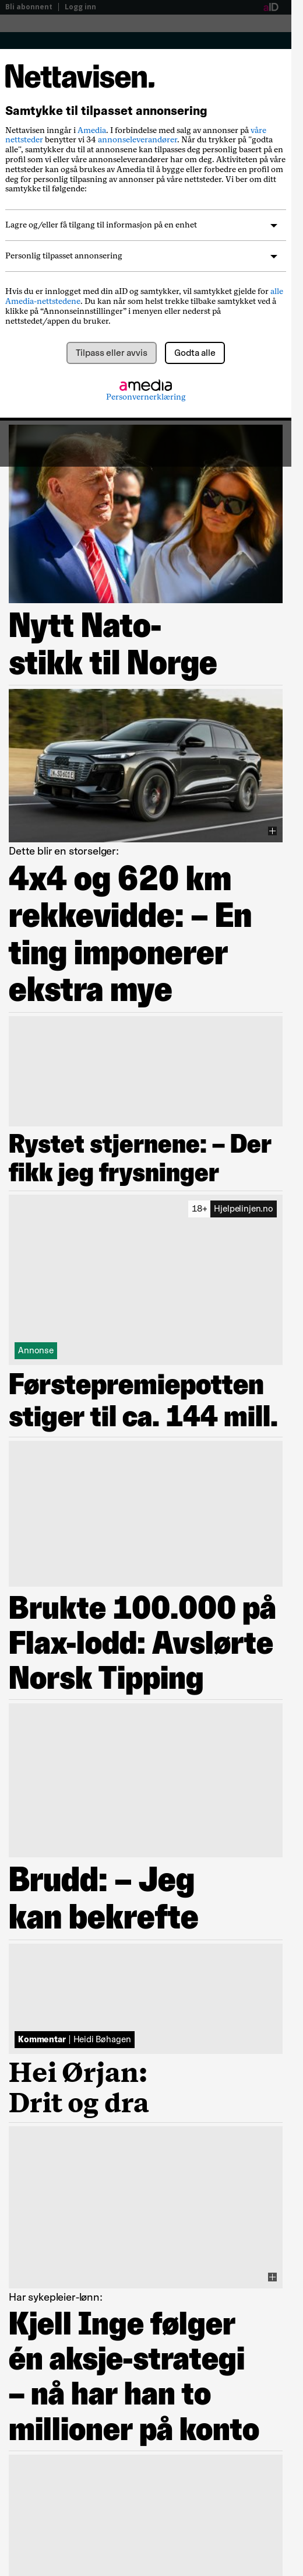 Bli abonnent | Logg inn
aID
Nettavisen.
Samtykke til tilpasset annonsering
Nettavisen inngår i Amedia. I forbindelse med salg av annonser på våre
nettsteder benytter vi 34 annonseleverandører. Når du trykker på "godta
alle", samtykker du til at annonsene kan tilpasses deg personlig basert på en
profil som vi eller våre annonseleverandører har om deg. Aktiviteten på våre
nettsteder kan også brukes av Amedia til å bygge eller forbedre en profil om
deg for personlig tilpasning av annonser på våre nettsteder. Vi ber om ditt
samtykke til følgende:
Lagre og/eller få tilgang til informasjon på en enhet
Personlig tilpasset annonsering
Hvis du er innlogget med din aID og samtykker, vil samtykket gjelde for alle
Amedia-nettstedene. Du kan når som helst trekke tilbake samtykket ved å
klikke på "Annonseinnstillinger" i menyen eller nederst på
nettstedet/appen du bruker.
Tilpass eller avvis
Godta alle
amedia
Personvernerklæring
Nytt Nato-
stikk til Norge
Dette blir en storselger:
4x4 og 620 km
rekkevidde: – En
ting imponerer
ekstra mye
Rystet stjernene: – Der
fikk jeg frysninger
18+ Hjelpelinjen.no
Annonse
Førstepremiepotten
stiger til ca. 144 mill.
Brukte 100.000 på
Flax-lodd: Avslørte
Norsk Tipping
Brudd: – Jeg
kan bekrefte
Kommentar | Heidi Bøhagen
Hei Ørjan:
Drit og dra
Har sykepleier-lønn:
Kjell Inge følger
én aksje-strategi
– nå har han to
millioner på konto